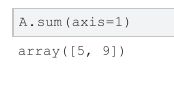 A.sum(axis=1)
array([5, 9])